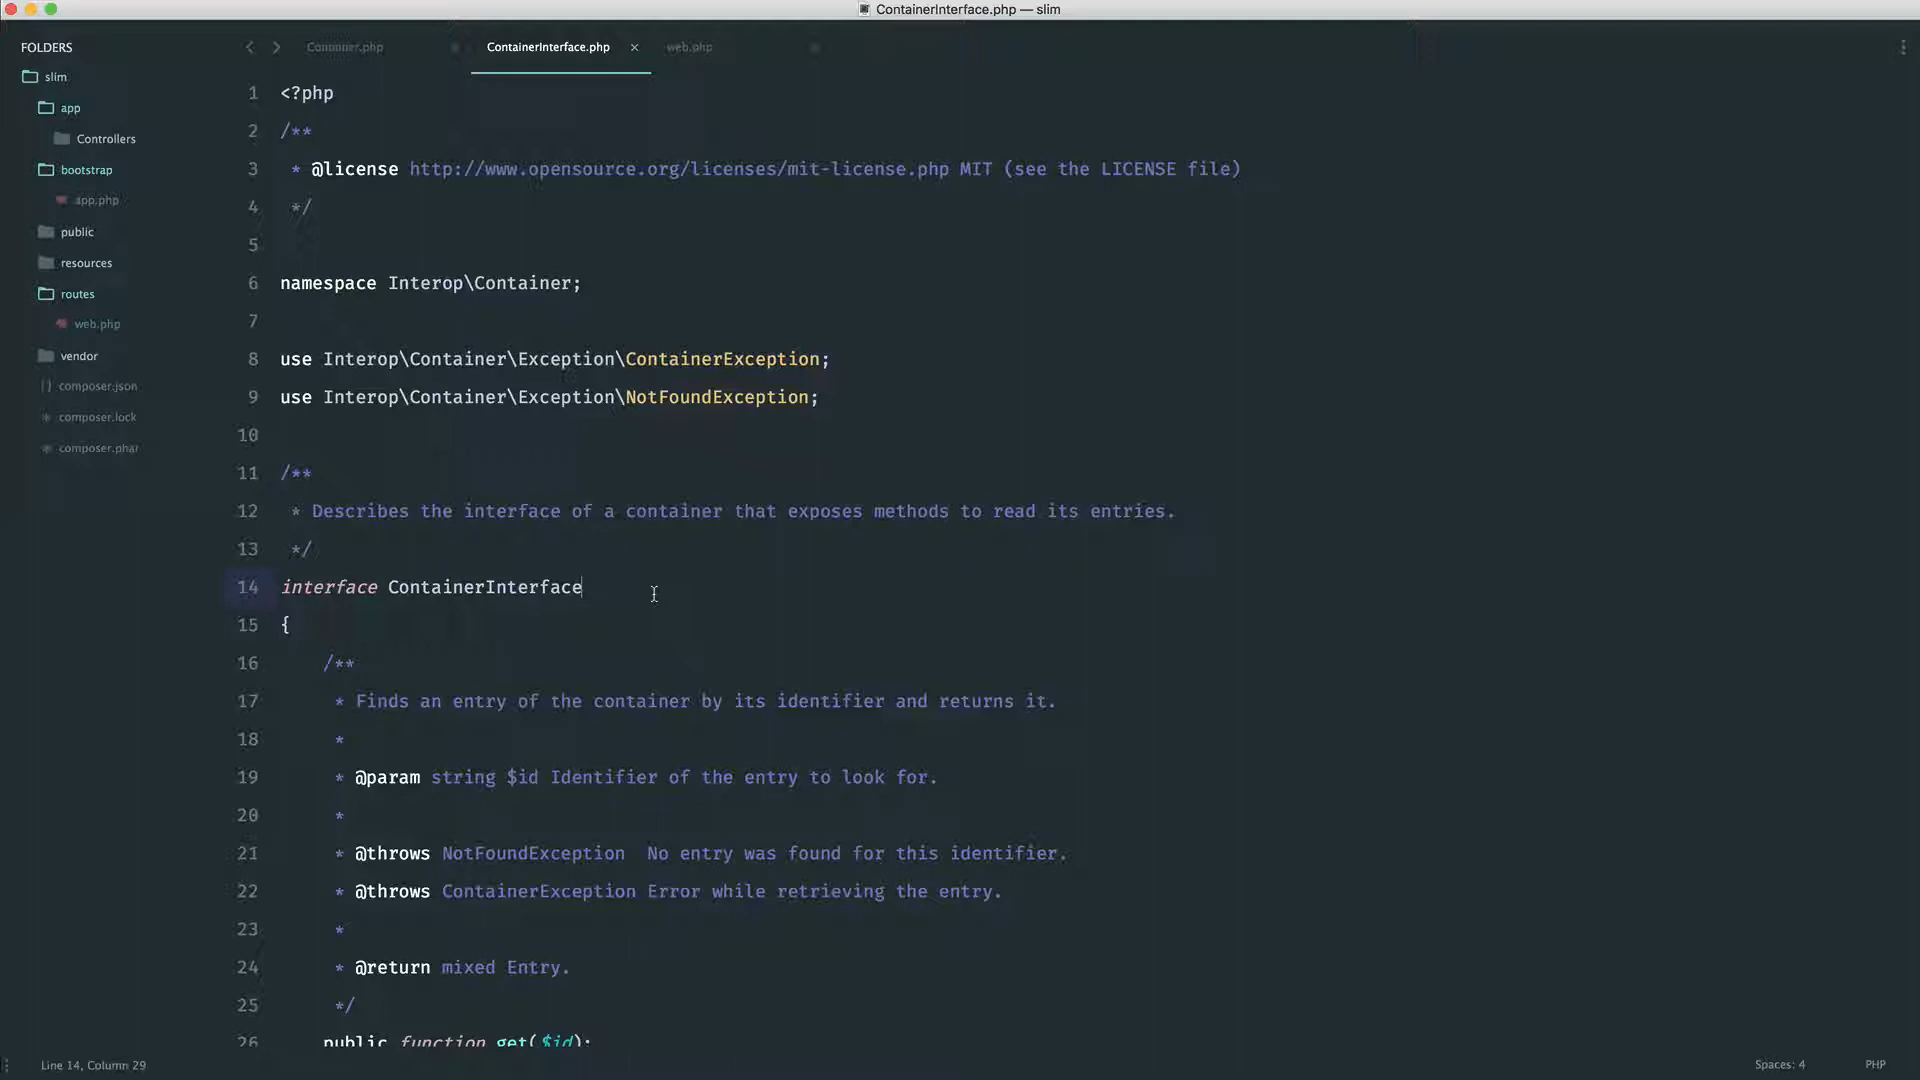 ContainerInterface.php — slim
FOLDERS
slim
app
Controllers
bootstrap
app.php
public
resources
routes
web.php
vendor
composer.json
composer.lock
composer.phar
Container.php
ContainerInterface.php ×
web.php
1 <?php
2 /**
3 * @license http://www.opensource.org/licenses/mit-license.php MIT (see the LICENSE file)
4 */
5
6 namespace Interop\Container;
7
8 use Interop\Container\Exception\ContainerException;
9 use Interop\Container\Exception\NotFoundException;
10
11 /**
12 * Describes the interface of a container that exposes methods to read its entries.
13 */
14 interface ContainerInterface
15 {
16 /**
17 * Finds an entry of the container by its identifier and returns it.
18 *
19 * @param string $id Identifier of the entry to look for.
20 *
21 * @throws NotFoundException  No entry was found for this identifier.
22 * @throws ContainerException Error while retrieving the entry.
23 *
24 * @return mixed Entry.
25 */
26 public function get($id);
Line 14, Column 29
Spaces: 4
PHP